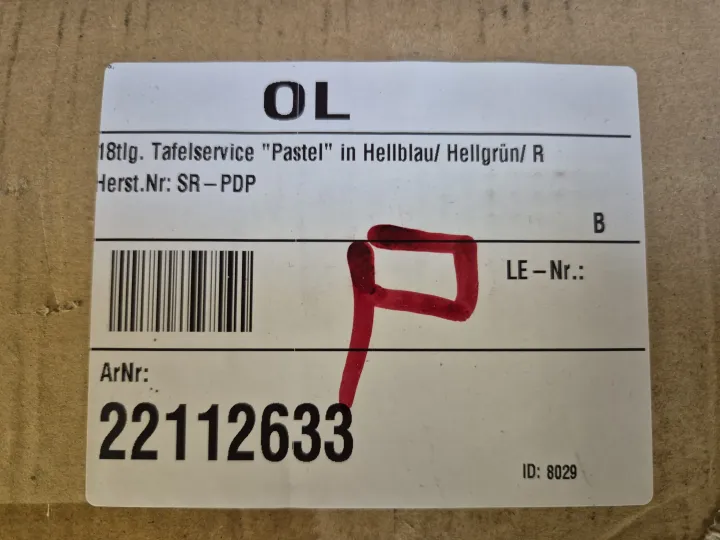 OL
18tlg. Tafelservice "Pastel" in Hellblau/ Hellgrün/ R
Herst.Nr: SR-PDP
B
P
LE-Nr.:
ArNr:
22112633
ID: 8029